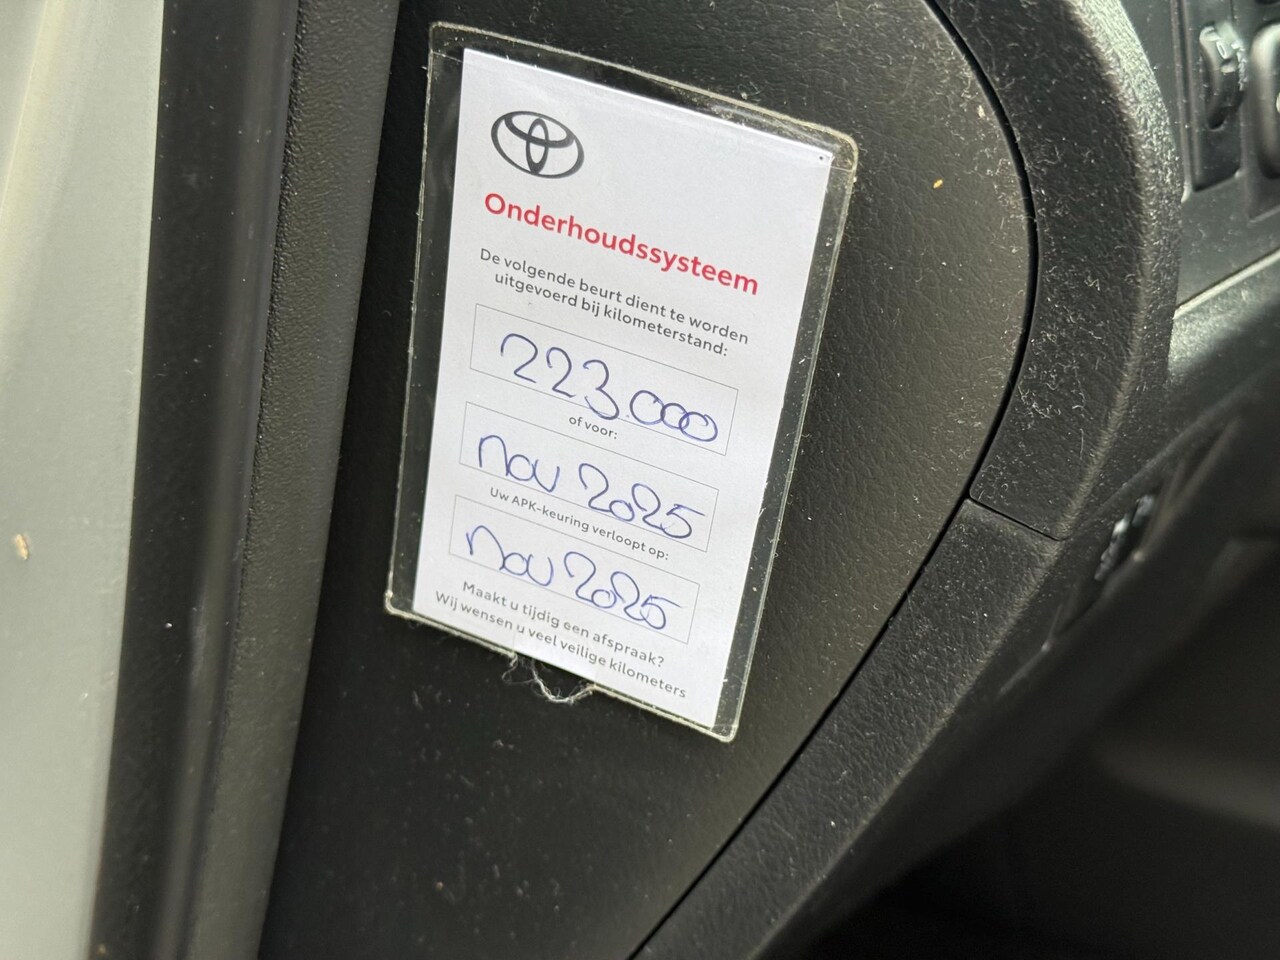 Onderhoudssysteem
De volgende beurt dient te worden
uitgevoerd bij kilometerstand:
223.000
of voor:
nov 2025
Uw APK-keuring verloopt op:
nov 2025
Maakt u tijdig een afspraak?
Wij wensen u veel veilige kilometers